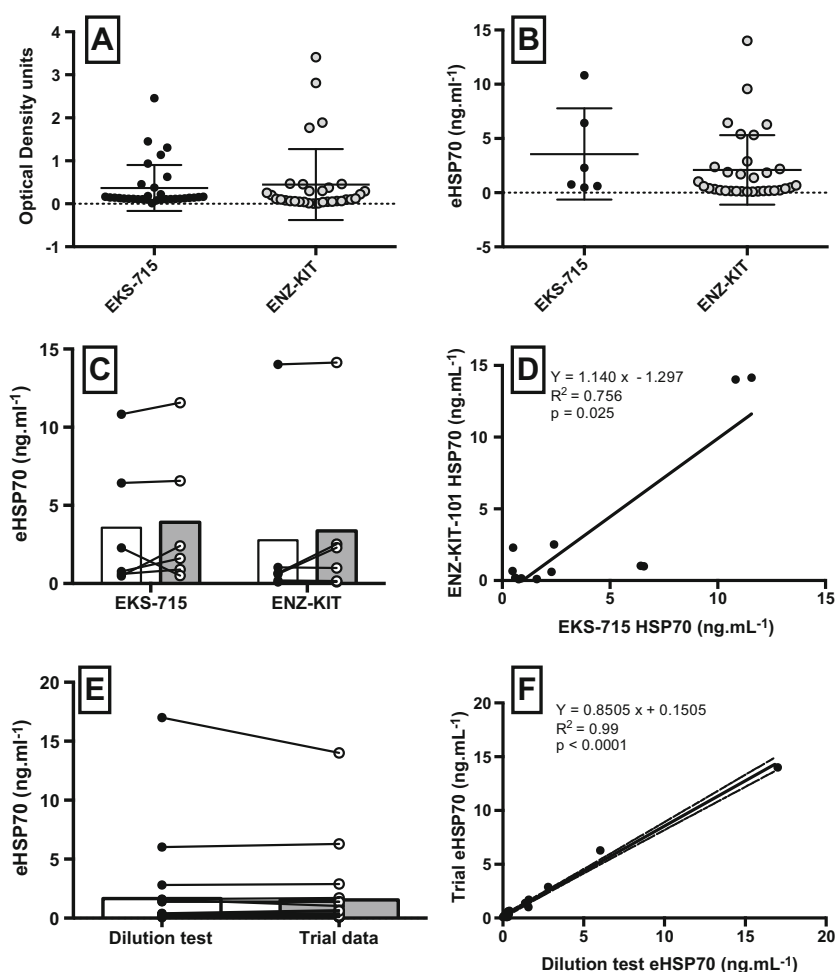 A
Optical Density units
4
3
2
1
0
-1
EKS-715
ENZ-KIT
B
eHSP70 (ng.ml-1)
15
10
5
0
-5
EKS-715
ENZ-KIT
C
eHSP70 (ng.ml-1)
15
10
5
0
EKS-715
ENZ-KIT
D
Y = 1.140 x - 1.297
R2 = 0.756
p = 0.025
ENZ-KIT-101 HSP70 (ng.mL-1)
15
10
5
0
0
5
10
15
EKS-715 HSP70 (ng.mL-1)
E
eHSP70 (ng.mL-1)
20
15
10
5
0
Dilution test
Trial data
F
Y = 0.8505 x + 0.1505
R2 = 0.99
p < 0.0001
Trial eHSP70 (ng.mL-1)
20
15
10
5
0
0
5
10
15
20
Dilution test eHSP70 (ng.mL-1)